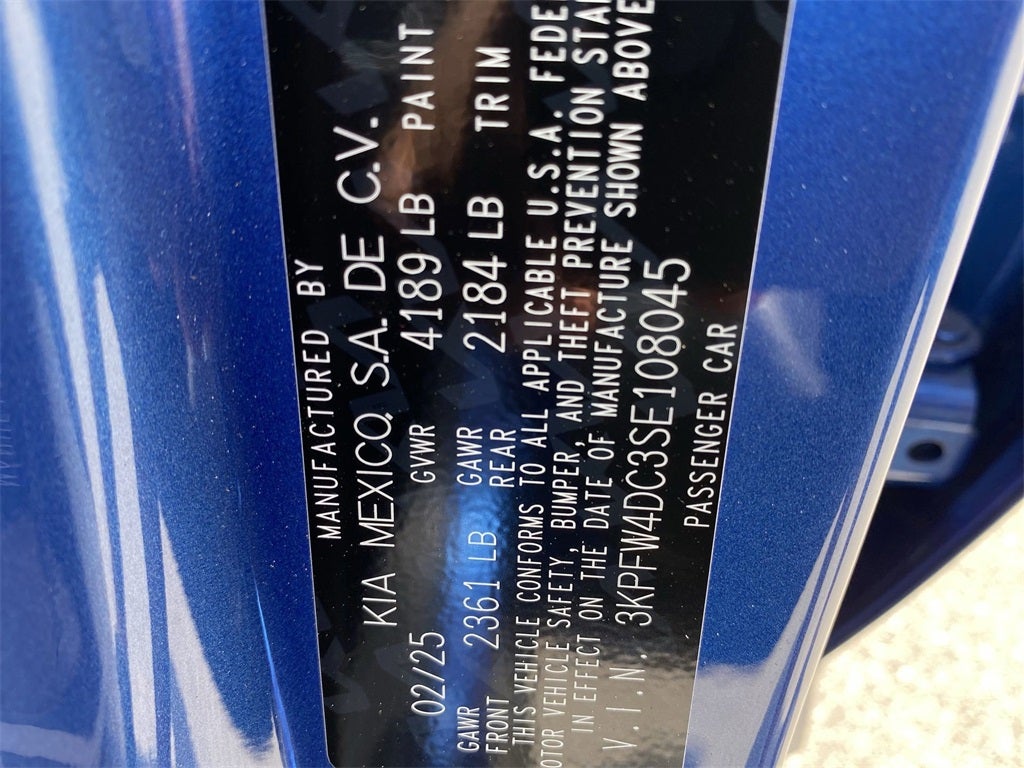 MANUFACTURED BY
KIA MEXICO, S.A. DE C.V.
02/25 GVWR 4189 LB PAINT
GAWR FRONT 2361 LB GAWR REAR 2184 LB TRIM
THIS VEHICLE CONFORMS TO ALL APPLICABLE U.S.A. FEDE
OTOR VEHICLE SAFETY, BUMPER, AND THEFT PREVENTION STA
IN EFFECT ON THE DATE OF MANUFACTURE SHOWN ABOVE
V.I.N. 3KPFW4DC3SE108045
PASSENGER CAR